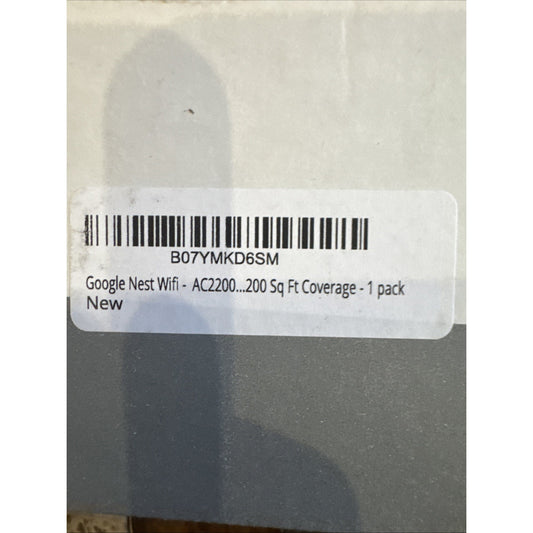 B07YMKD6SM
Google Nest Wifi - AC2200...200 Sq Ft Coverage - 1 pack
New